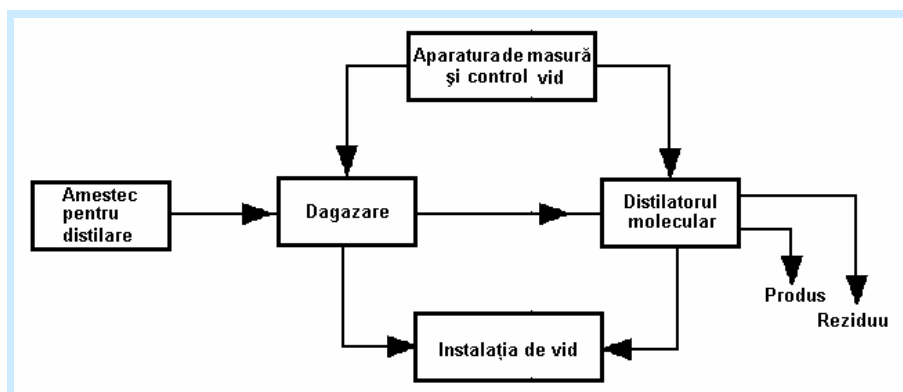 Aparatura de masură
şi control vid
Amestec
pentru
distilare
Dagazare
Distilatorul
molecular
Produs
Reziduu
Instalaţia de vid